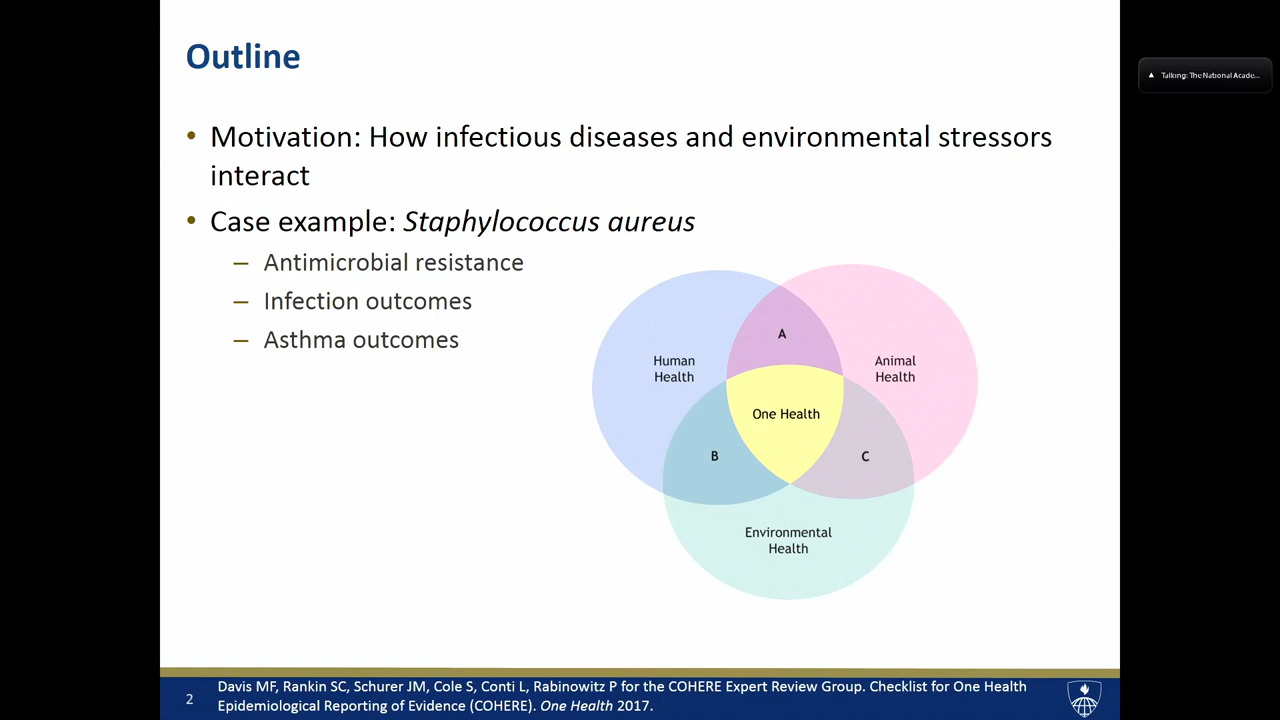 Outline
• Motivation: How infectious diseases and environmental stressors
interact
• Case example: Staphylococcus aureus
– Antimicrobial resistance
– Infection outcomes
– Asthma outcomes
A
Human
Health
Animal
Health
One Health
B
C
Environmental
Health
2
Davis MF, Rankin SC, Schurer JM, Cole S, Conti L, Rabinowitz P for the COHERE Expert Review Group. Checklist for One Health
Epidemiological Reporting of Evidence (COHERE). One Health 2017.
Talking: The National Acade...